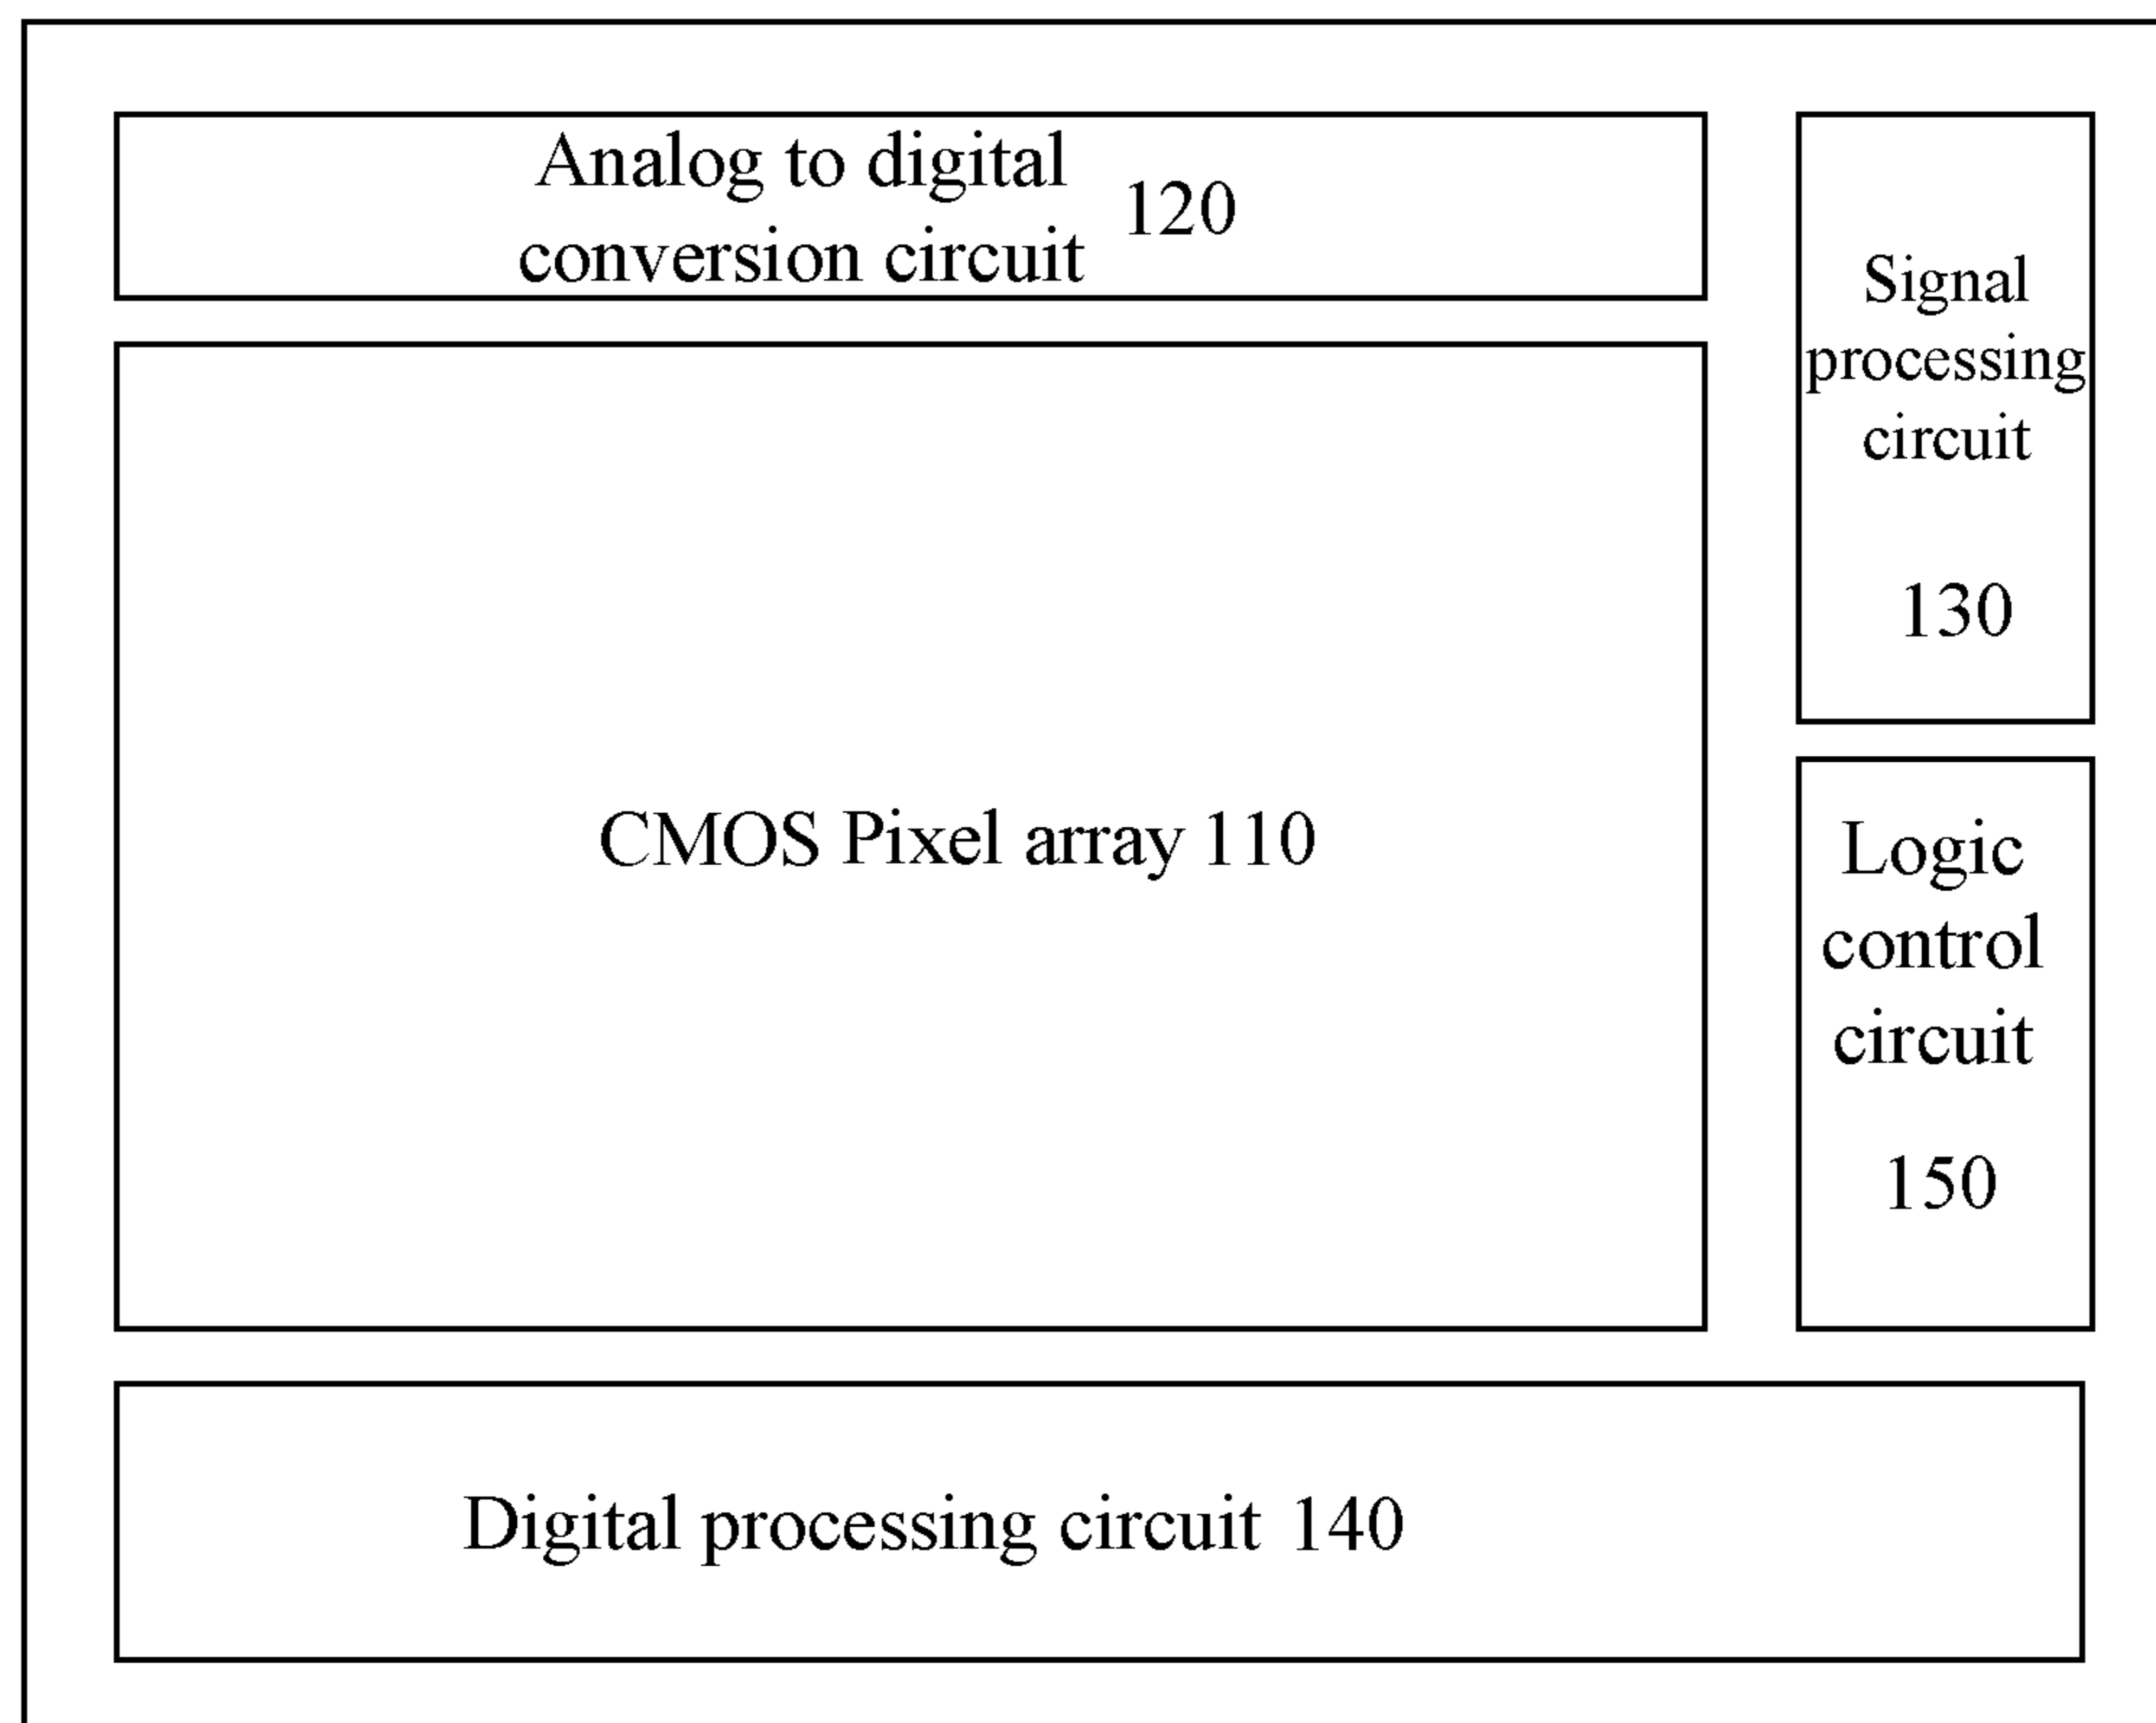 Analog to digital
conversion circuit 120
Signal
processing
circuit
130
CMOS Pixel array 110
Logic
control
circuit
150
Digital processing circuit 140